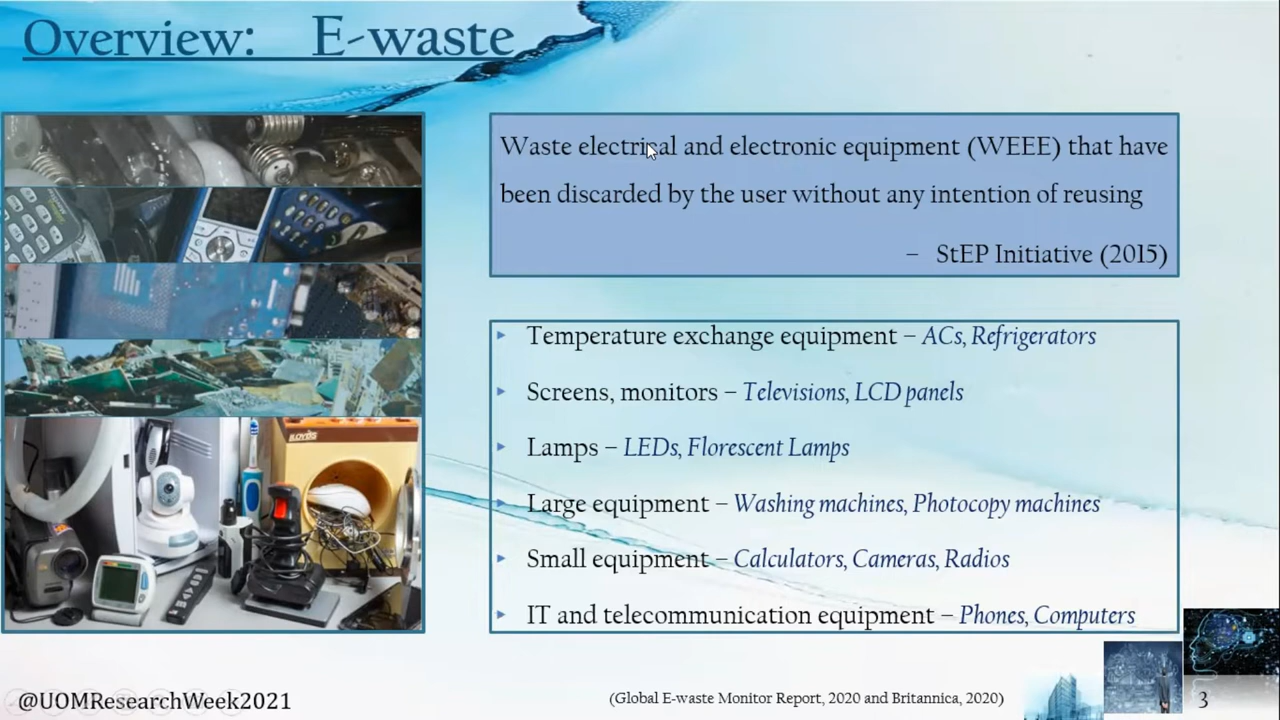 Overview: E-waste
Waste electrical and electronic equipment (WEEE) that have
been discarded by the user without any intention of reusing
– StEP Initiative (2015)
LLOYDS
Temperature exchange equipment – ACs, Refrigerators
Screens, monitors – Televisions, LCD panels
Lamps – LEDs, Florescent Lamps
Large equipment – Washing machines, Photocopy machines
Small equipment – Calculators, Cameras, Radios
IT and telecommunication equipment – Phones, Computers
@UOMResearchWeek2021
(Global E-waste Monitor Report, 2020 and Britannica, 2020)
3